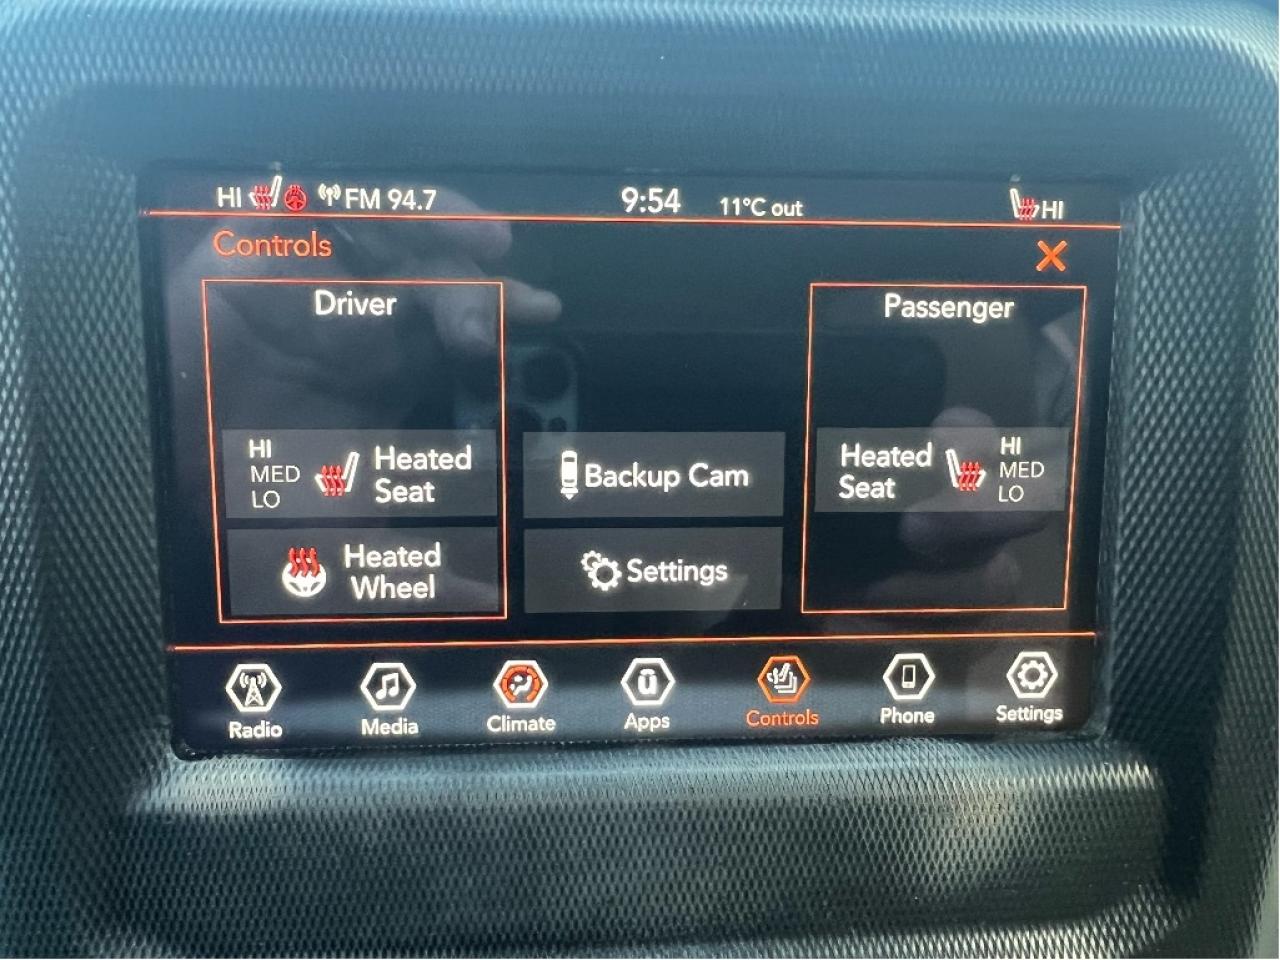 HI FM 94.7 9:54 11°C out HI
Controls
Driver
HI
MED
LO
Heated
Seat
Heated
Wheel
Backup Cam
Settings
Passenger
Heated
Seat
HI
MED
LO
Radio Media Climate Apps Controls Phone Settings